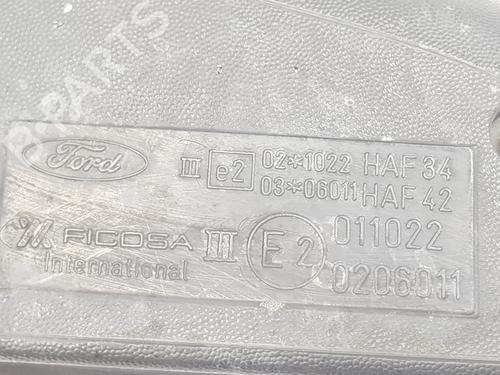 B-PARTS
Ford III e2 02*1022 HAF 34
03*06011 HAF 42
FICOSA III E2 011022
International 0206011